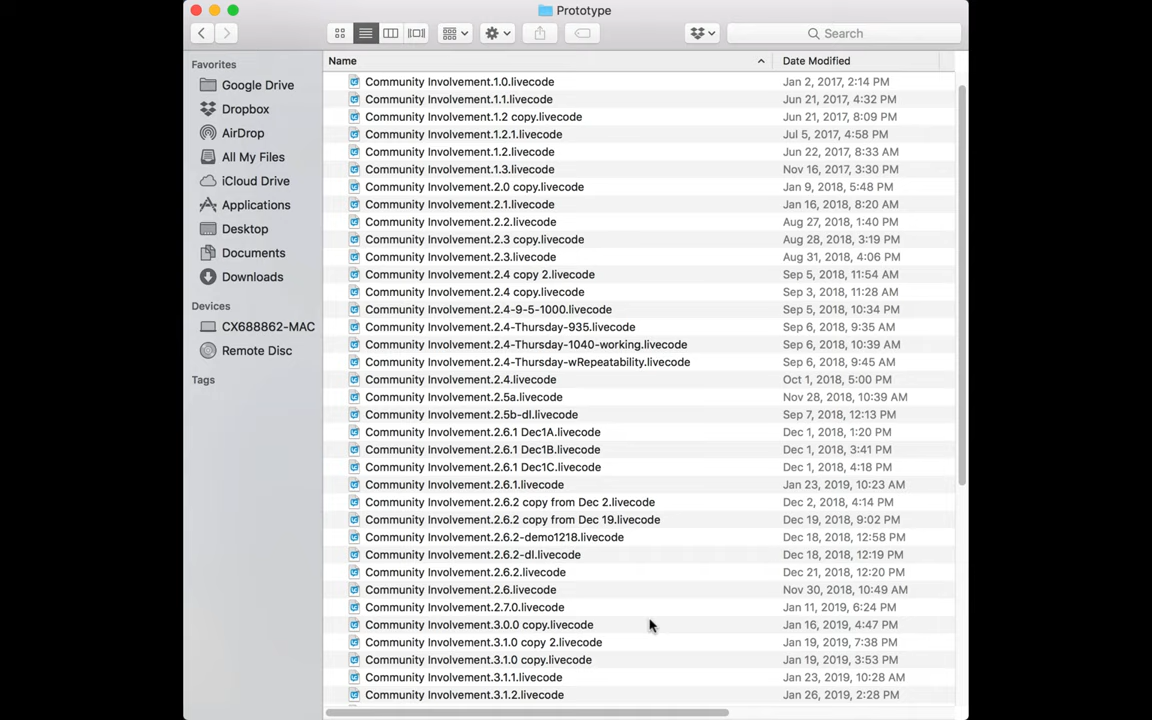 Prototype
Search
Favorites
Google Drive
Dropbox
AirDrop
All My Files
iCloud Drive
Applications
Desktop
Documents
Downloads
Devices
CX688862-MAC
Remote Disc
Tags
Name Date Modified
Community Involvement.1.0.livecode Jan 2, 2017, 2:14 PM
Community Involvement.1.1.livecode Jun 21, 2017, 4:32 PM
Community Involvement.1.2 copy.livecode Jun 21, 2017, 8:09 PM
Community Involvement.1.2.1.livecode Jul 5, 2017, 4:58 PM
Community Involvement.1.2.livecode Jun 22, 2017, 8:33 AM
Community Involvement.1.3.livecode Nov 16, 2017, 3:30 PM
Community Involvement.2.0 copy.livecode Jan 9, 2018, 5:48 PM
Community Involvement.2.1.livecode Jan 16, 2018, 8:20 AM
Community Involvement.2.2.livecode Aug 27, 2018, 1:40 PM
Community Involvement.2.3 copy.livecode Aug 28, 2018, 3:19 PM
Community Involvement.2.3.livecode Aug 31, 2018, 4:06 PM
Community Involvement.2.4 copy 2.livecode Sep 5, 2018, 11:54 AM
Community Involvement.2.4 copy.livecode Sep 3, 2018, 11:28 AM
Community Involvement.2.4-9-5-1000.livecode Sep 5, 2018, 10:34 PM
Community Involvement.2.4-Thursday-935.livecode Sep 6, 2018, 9:35 AM
Community Involvement.2.4-Thursday-1040-working.livecode Sep 6, 2018, 10:39 AM
Community Involvement.2.4-Thursday-wRepeatability.livecode Sep 6, 2018, 9:45 AM
Community Involvement.2.4.livecode Oct 1, 2018, 5:00 PM
Community Involvement.2.5a.livecode Nov 28, 2018, 10:39 AM
Community Involvement.2.5b-dl.livecode Sep 7, 2018, 12:13 PM
Community Involvement.2.6.1 Dec1A.livecode Dec 1, 2018, 1:20 PM
Community Involvement.2.6.1 Dec1B.livecode Dec 1, 2018, 3:41 PM
Community Involvement.2.6.1 Dec1C.livecode Dec 1, 2018, 4:18 PM
Community Involvement.2.6.1.livecode Jan 23, 2019, 10:23 AM
Community Involvement.2.6.2 copy from Dec 2.livecode Dec 2, 2018, 4:14 PM
Community Involvement.2.6.2 copy from Dec 19.livecode Dec 19, 2018, 9:02 PM
Community Involvement.2.6.2-demo1218.livecode Dec 18, 2018, 12:58 PM
Community Involvement.2.6.2-dl.livecode Dec 18, 2018, 12:19 PM
Community Involvement.2.6.2.livecode Dec 21, 2018, 12:20 PM
Community Involvement.2.6.livecode Nov 30, 2018, 10:49 AM
Community Involvement.2.7.0.livecode Jan 11, 2019, 6:24 PM
Community Involvement.3.0.0 copy.livecode Jan 16, 2019, 4:47 PM
Community Involvement.3.1.0 copy 2.livecode Jan 19, 2019, 7:38 PM
Community Involvement.3.1.0 copy.livecode Jan 19, 2019, 3:53 PM
Community Involvement.3.1.1.livecode Jan 23, 2019, 10:28 AM
Community Involvement.3.1.2.livecode Jan 26, 2019, 2:28 PM